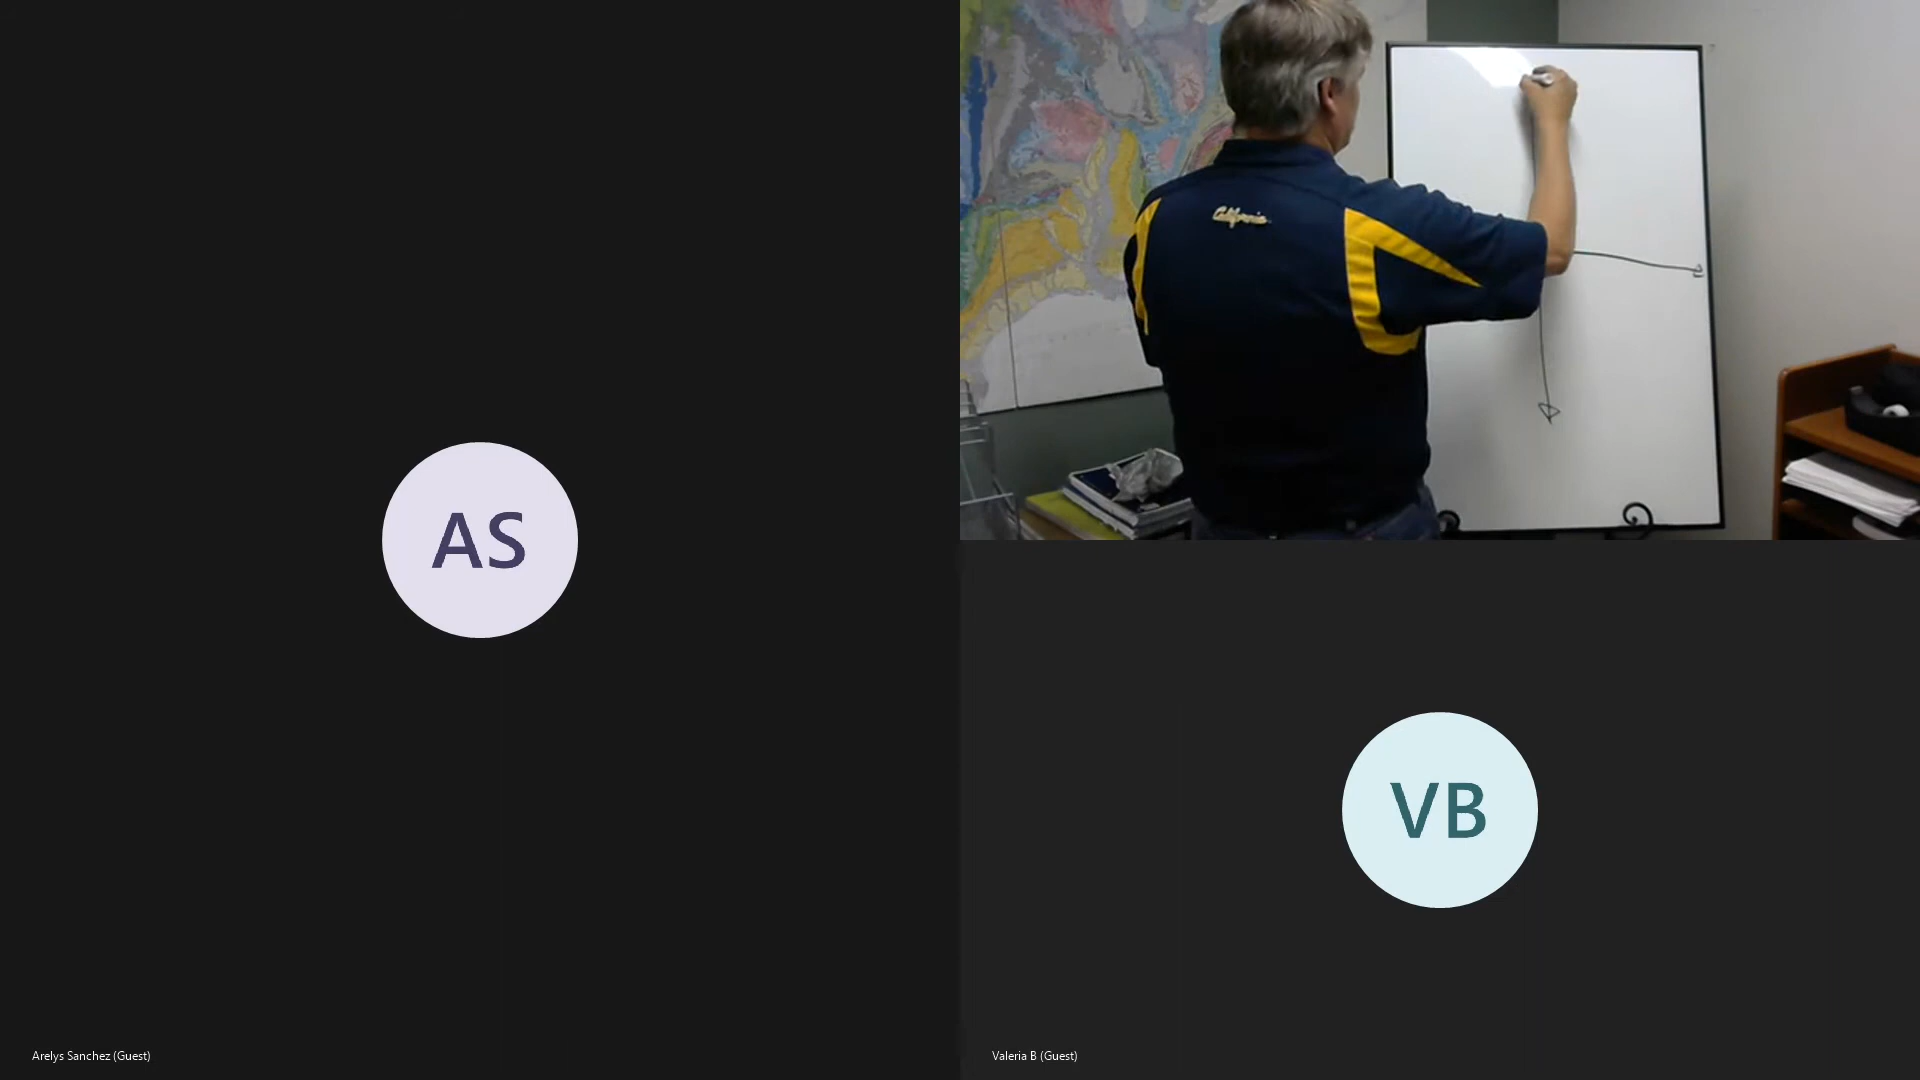 AS
California
VB
Arelys Sanchez (Guest)
Valeria B (Guest)